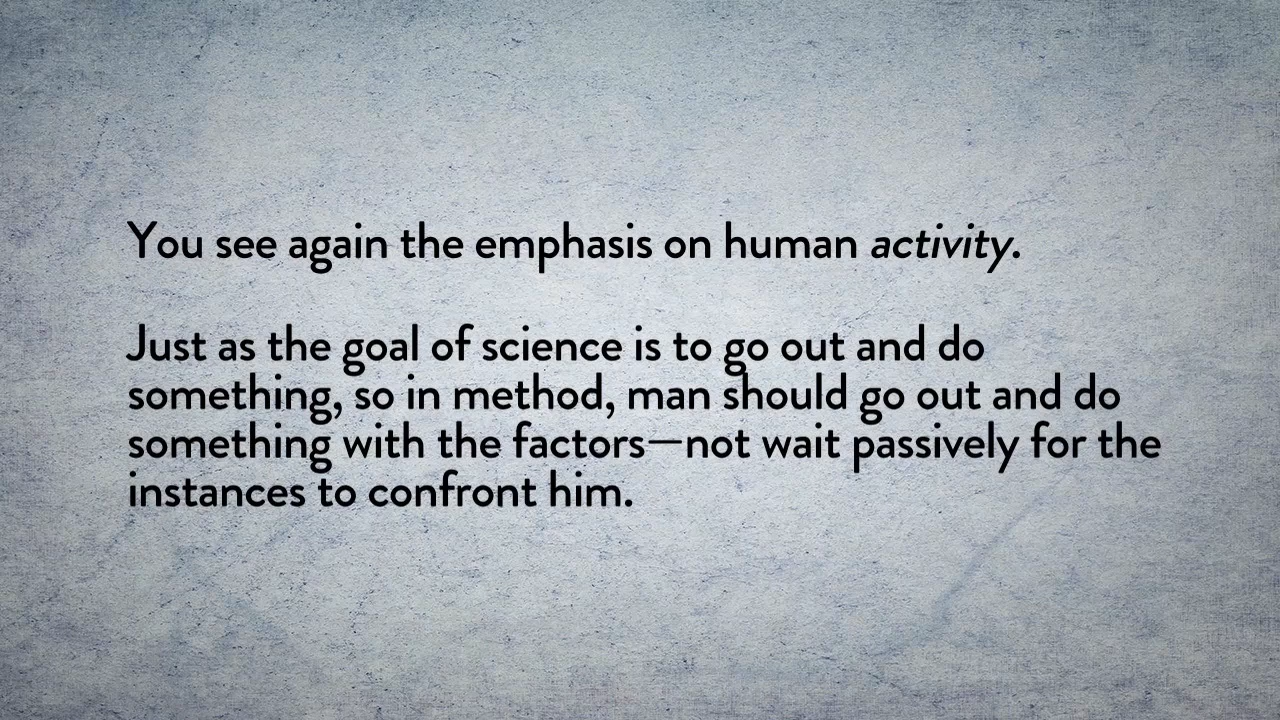 You see again the emphasis on human activity.
Just as the goal of science is to go out and do
something, so in method, man should go out and do
something with the factors—not wait passively for the
instances to confront him.